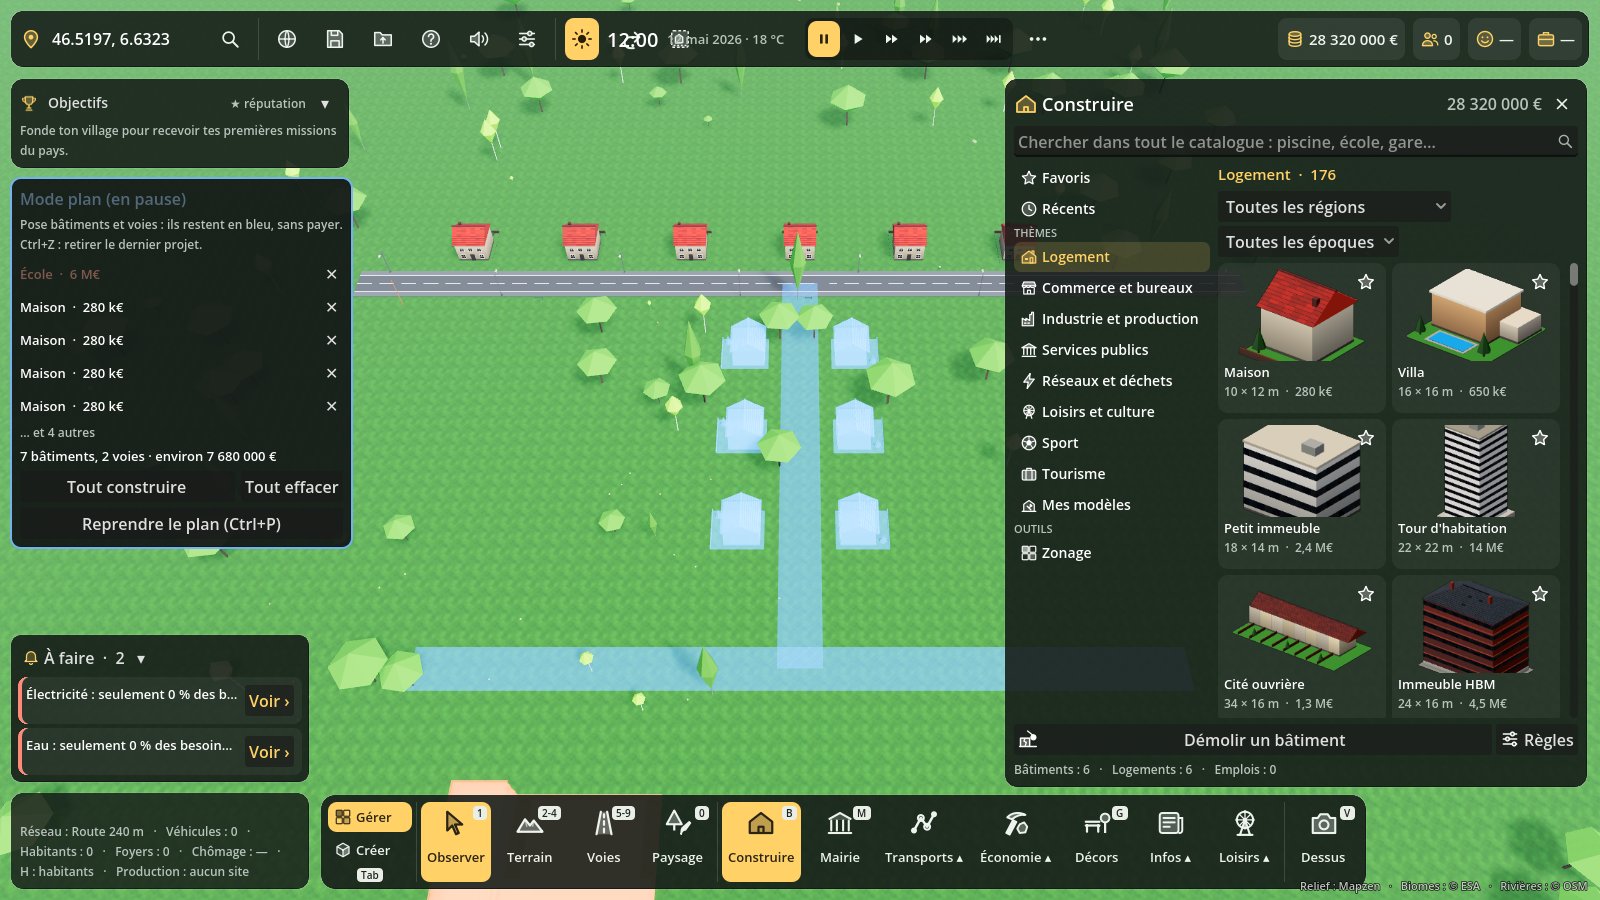 46.5197, 6.6323
12:00
mai 2026 · 18 °C
28 320 000 €
0
—
—
Objectifs
★ réputation ▼
Fonde ton village pour recevoir tes premières missions
du pays.
Mode plan (en pause)
Pose bâtiments et voies : ils restent en bleu, sans payer.
Ctrl+Z : retirer le dernier projet.
École · 6 M€
Maison · 280 k€
Maison · 280 k€
Maison · 280 k€
Maison · 280 k€
... et 4 autres
7 bâtiments, 2 voies · environ 7 680 000 €
Tout construire
Tout effacer
Reprendre le plan (Ctrl+P)
À faire · 2 ▼
Électricité : seulement 0 % des b...
Voir ›
Eau : seulement 0 % des besoin...
Voir ›
Réseau : Route 240 m · Véhicules : 0 ·
Habitants : 0 · Foyers : 0 · Chômage : — ·
H : habitants · Production : aucun site
Construire
28 320 000 €
Chercher dans tout le catalogue : piscine, école, gare...
Favoris
Récents
THÈMES
Logement
Commerce et bureaux
Industrie et production
Services publics
Réseaux et déchets
Loisirs et culture
Sport
Tourisme
Mes modèles
OUTILS
Zonage
Logement · 176
Toutes les régions
Toutes les époques
Maison
10 × 12 m · 280 k€
Villa
16 × 16 m · 650 k€
Petit immeuble
18 × 14 m · 2,4 M€
Tour d'habitation
22 × 22 m · 14 M€
Cité ouvrière
34 × 16 m · 1,3 M€
Immeuble HBM
24 × 16 m · 4,5 M€
Démolir un bâtiment
Règles
Bâtiments : 6 · Logements : 6 · Emplois : 0
Gérer
Créer
Tab
1
Observer
2-4
Terrain
5-9
Voies
0
Paysage
B
Construire
M
Mairie
Transports ▴
Économie ▴
G
Décors
Infos ▴
Loisirs ▴
V
Dessus
Relief : Mapzen · Biomes : © ESA · Rivières : © OSM